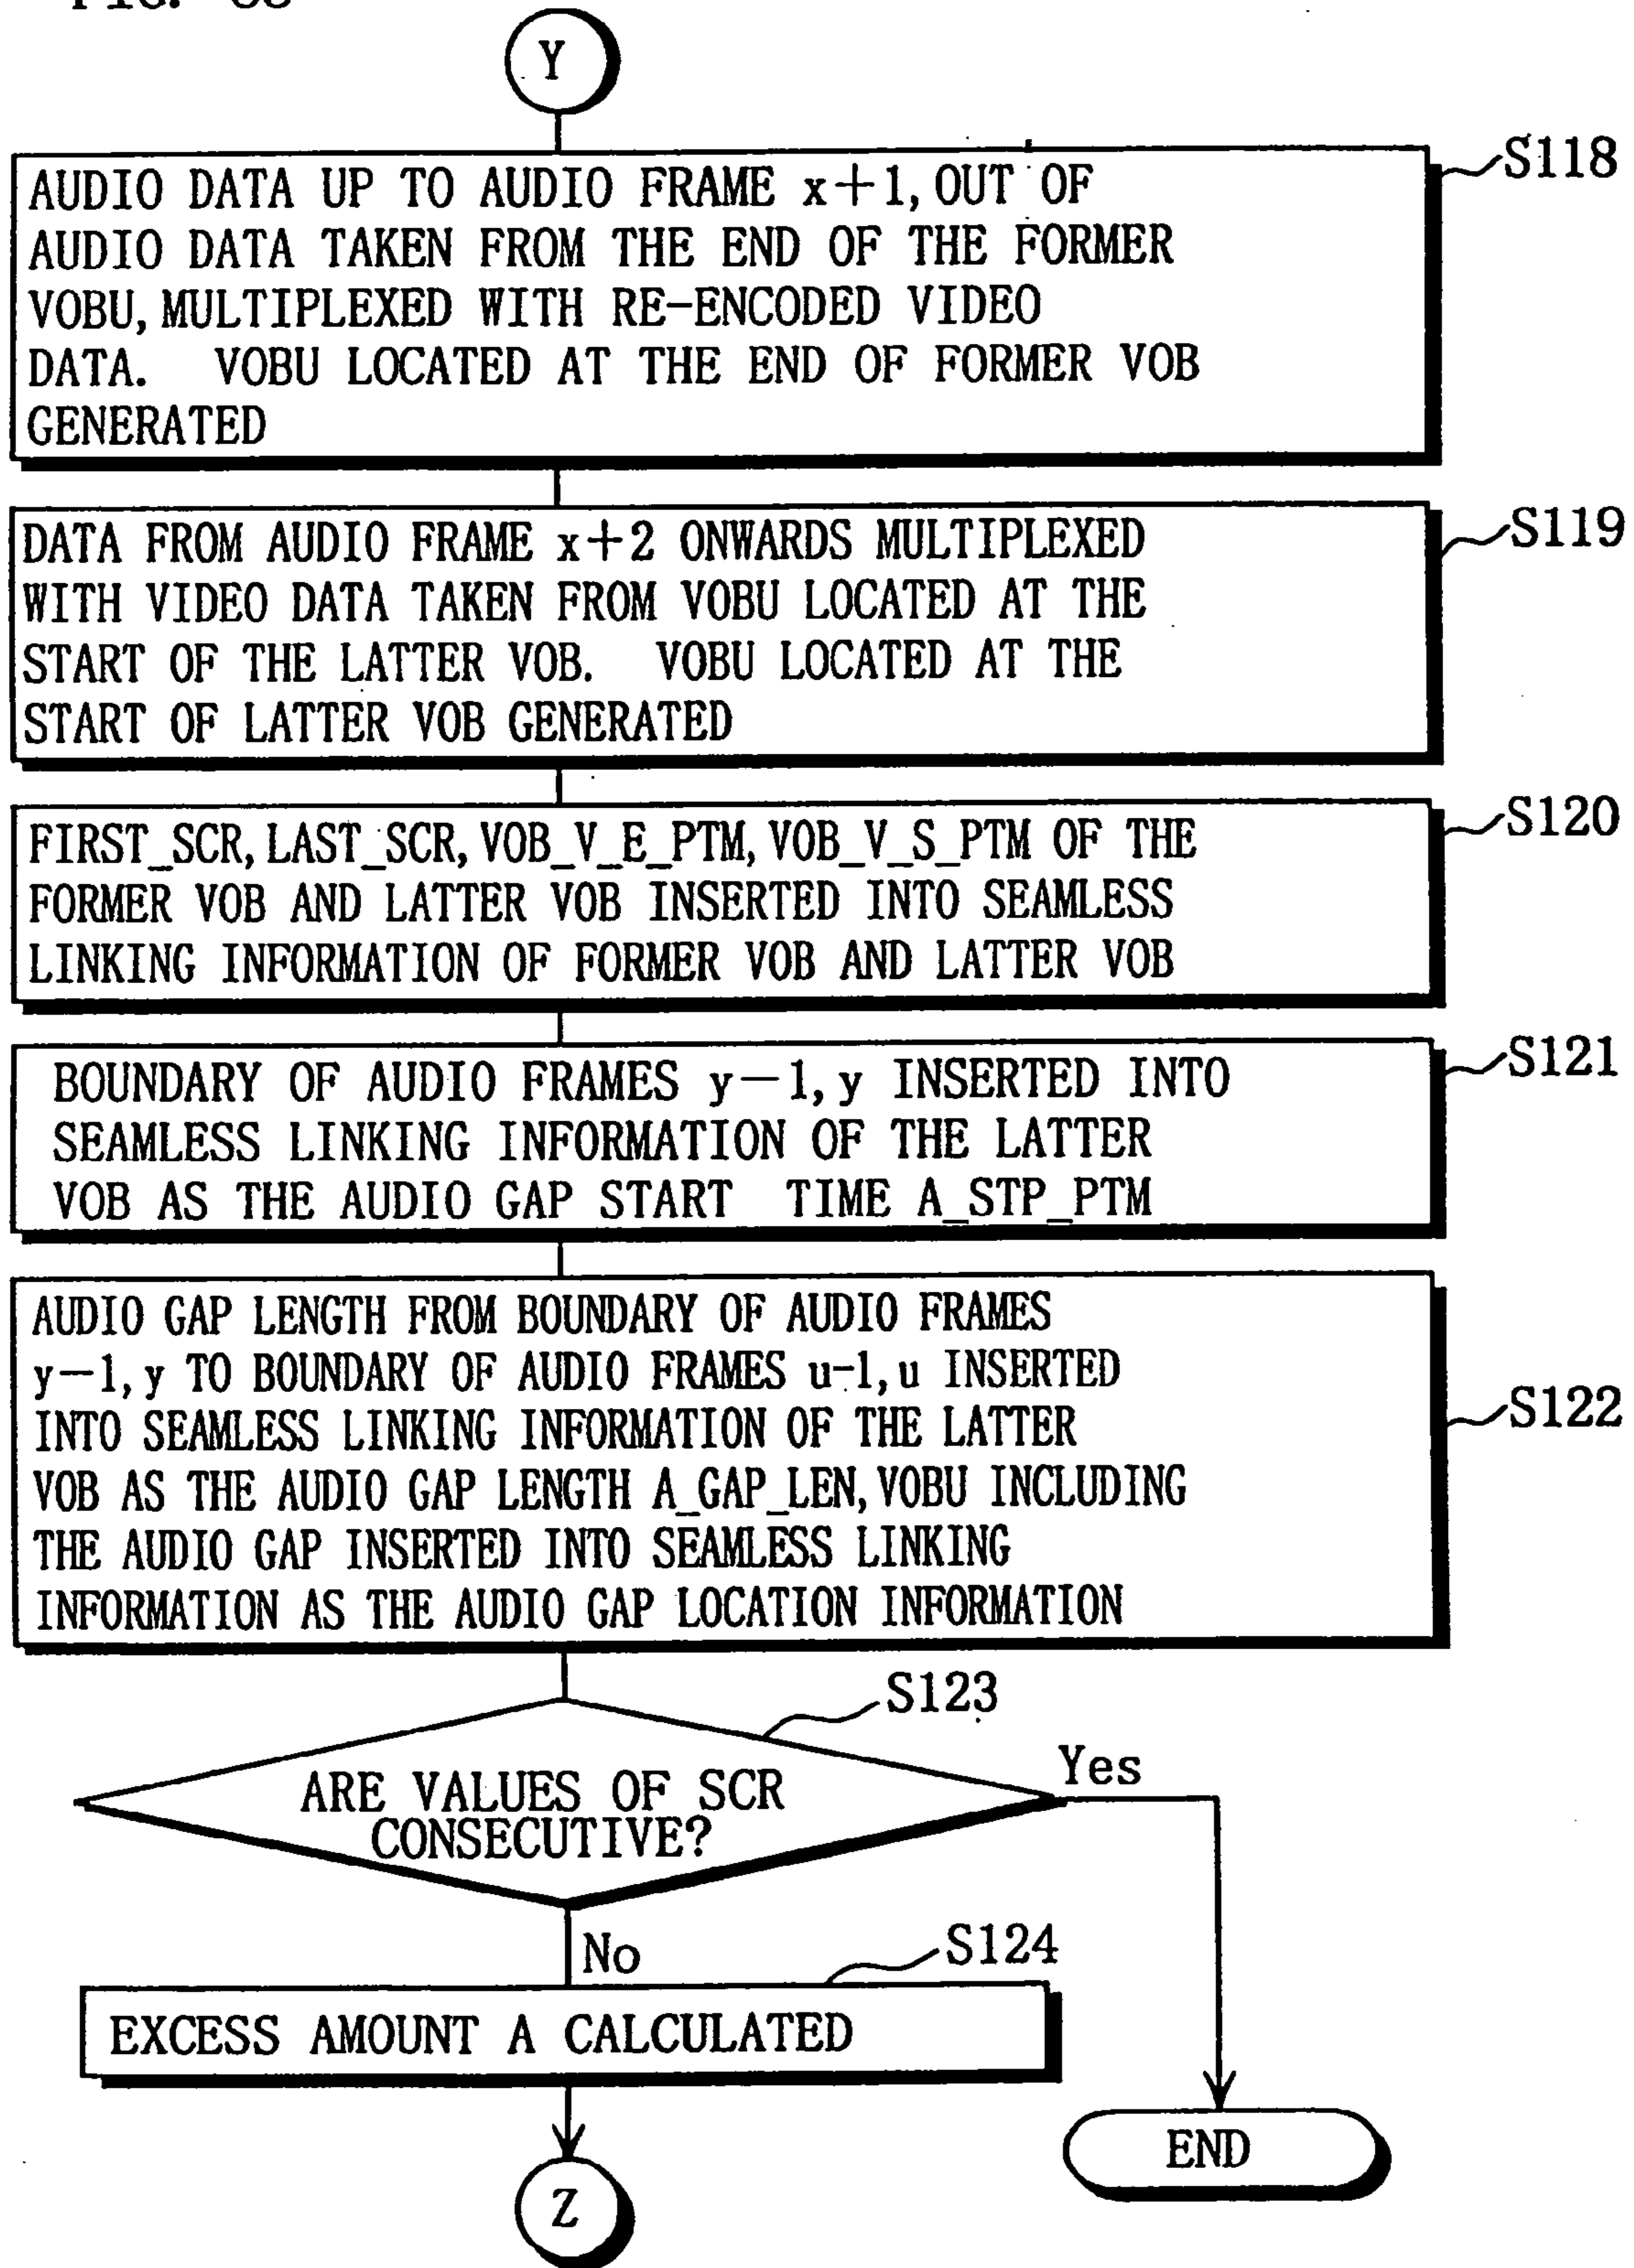 Y
S118
AUDIO DATA UP TO AUDIO FRAME x+1, OUT OF
AUDIO DATA TAKEN FROM THE END OF THE FORMER
VOBU, MULTIPLEXED WITH RE-ENCODED VIDEO
DATA. VOBU LOCATED AT THE END OF FORMER VOB
GENERATED
S119
DATA FROM AUDIO FRAME x+2 ONWARDS MULTIPLEXED
WITH VIDEO DATA TAKEN FROM VOBU LOCATED AT THE
START OF THE LATTER VOB. VOBU LOCATED AT THE
START OF LATTER VOB GENERATED
S120
FIRST_SCR, LAST_SCR, VOB_V_E_PTM, VOB_V_S_PTM OF THE
FORMER VOB AND LATTER VOB INSERTED INTO SEAMLESS
LINKING INFORMATION OF FORMER VOB AND LATTER VOB
S121
BOUNDARY OF AUDIO FRAMES y-1, y INSERTED INTO
SEAMLESS LINKING INFORMATION OF THE LATTER
VOB AS THE AUDIO GAP START TIME A_STP_PTM
S122
AUDIO GAP LENGTH FROM BOUNDARY OF AUDIO FRAMES
y-1, y TO BOUNDARY OF AUDIO FRAMES u-1, u INSERTED
INTO SEAMLESS LINKING INFORMATION OF THE LATTER
VOB AS THE AUDIO GAP LENGTH A_GAP_LEN, VOBU INCLUDING
THE AUDIO GAP INSERTED INTO SEAMLESS LINKING
INFORMATION AS THE AUDIO GAP LOCATION INFORMATION
S123
ARE VALUES OF SCR
CONSECUTIVE?
Yes
No
S124
EXCESS AMOUNT A CALCULATED
END
Z